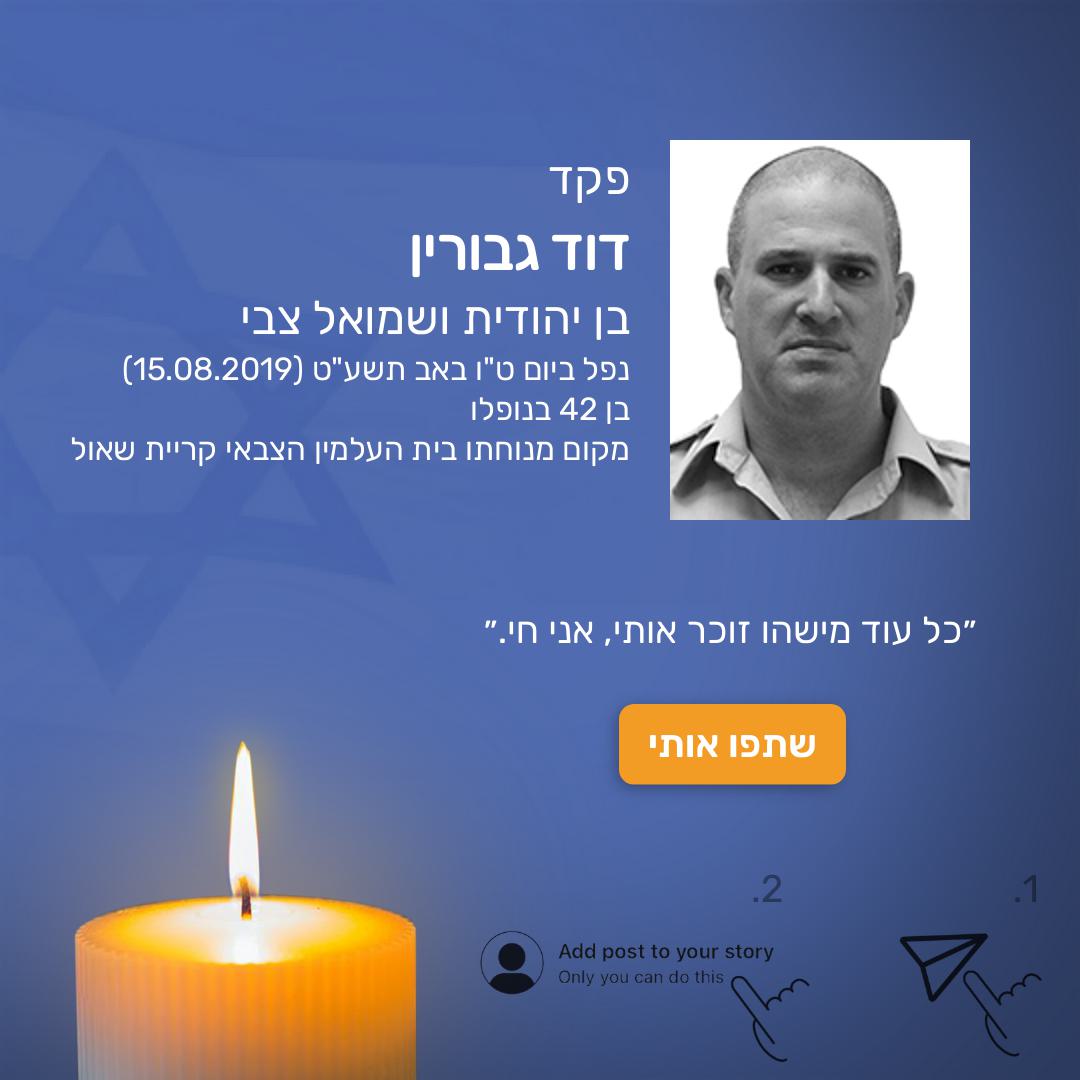 פקד
דוד גבורין
בן יהודית ושמואל צבי
נפל ביום ט"ו באב תשע"ט (15.08.2019)
בן 42 בנופלו
מקום מנוחתו בית העלמין הצבאי קריית שאול
״כל עוד מישהו זוכר אותי, אני חי.״
שתפו אותי
1.
2.
Add post to your story
Only you can do this